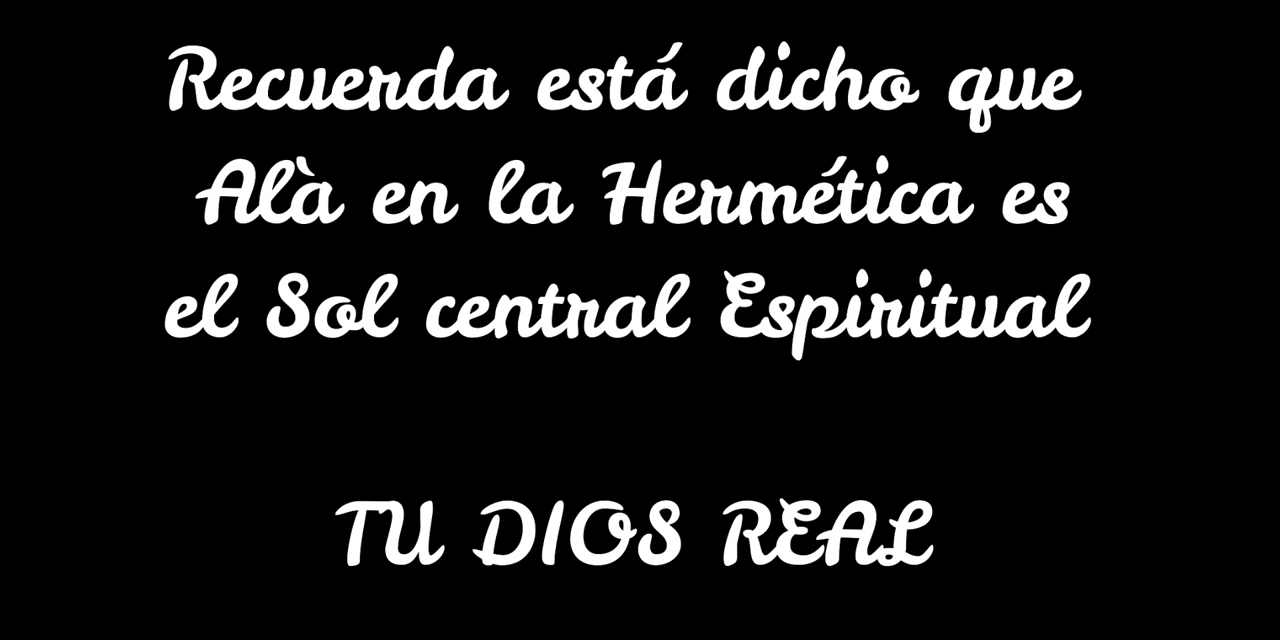 Recuerda está dicho que
Alà en la Hermética es
el Sol central Espiritual
TU DIOS REAL